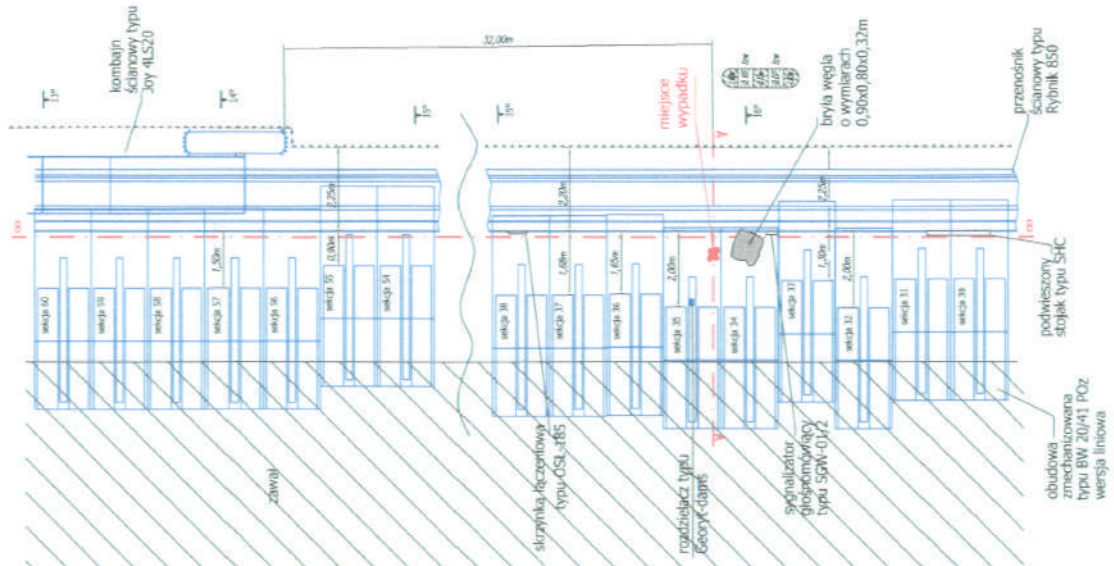 kombajn
ścianowy typu
Joy 4LS20
13°
14°
15°
15°
16°
32,00m
miejsce
wypadku
bryła węgla
o wymiarach
0,90x0,80x0,32m
przenośnik
ścianowy typu
Rybnik 850
A
A
B
B
2,25m
0,90m
1,50m
2,20m
1,68m
1,65m
2,00m
2,25m
1,30m
2,00m
sekcja 60
sekcja 59
sekcja 58
sekcja 57
sekcja 56
sekcja 55
sekcja 54
sekcja 38
sekcja 37
sekcja 36
sekcja 35
sekcja 34
sekcja 33
sekcja 32
sekcja 31
sekcja 30
zawał
skrzynka łączeniowa
typu OSŁ-185
rozdzielacz typu
sygnalizator
głośnomówiący
typu SGW-01/2
podwieszony
stojak typu SHC
obudowa
zmechanizowana
typu BW 20/41 POz
wersja liniowa